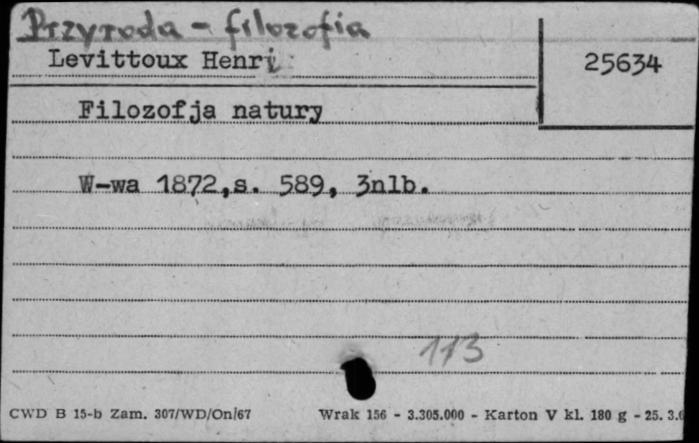 Przyroda - filozofia
Levittoux Henri
25634
Filozofja natury
W-wa 1872,s. 589, 3nlb.
113
CWD B 15-b Zam. 307/WD/On/67 Wrak 156 - 3.305.000 - Karton V kl. 180 g - 25. 3.6